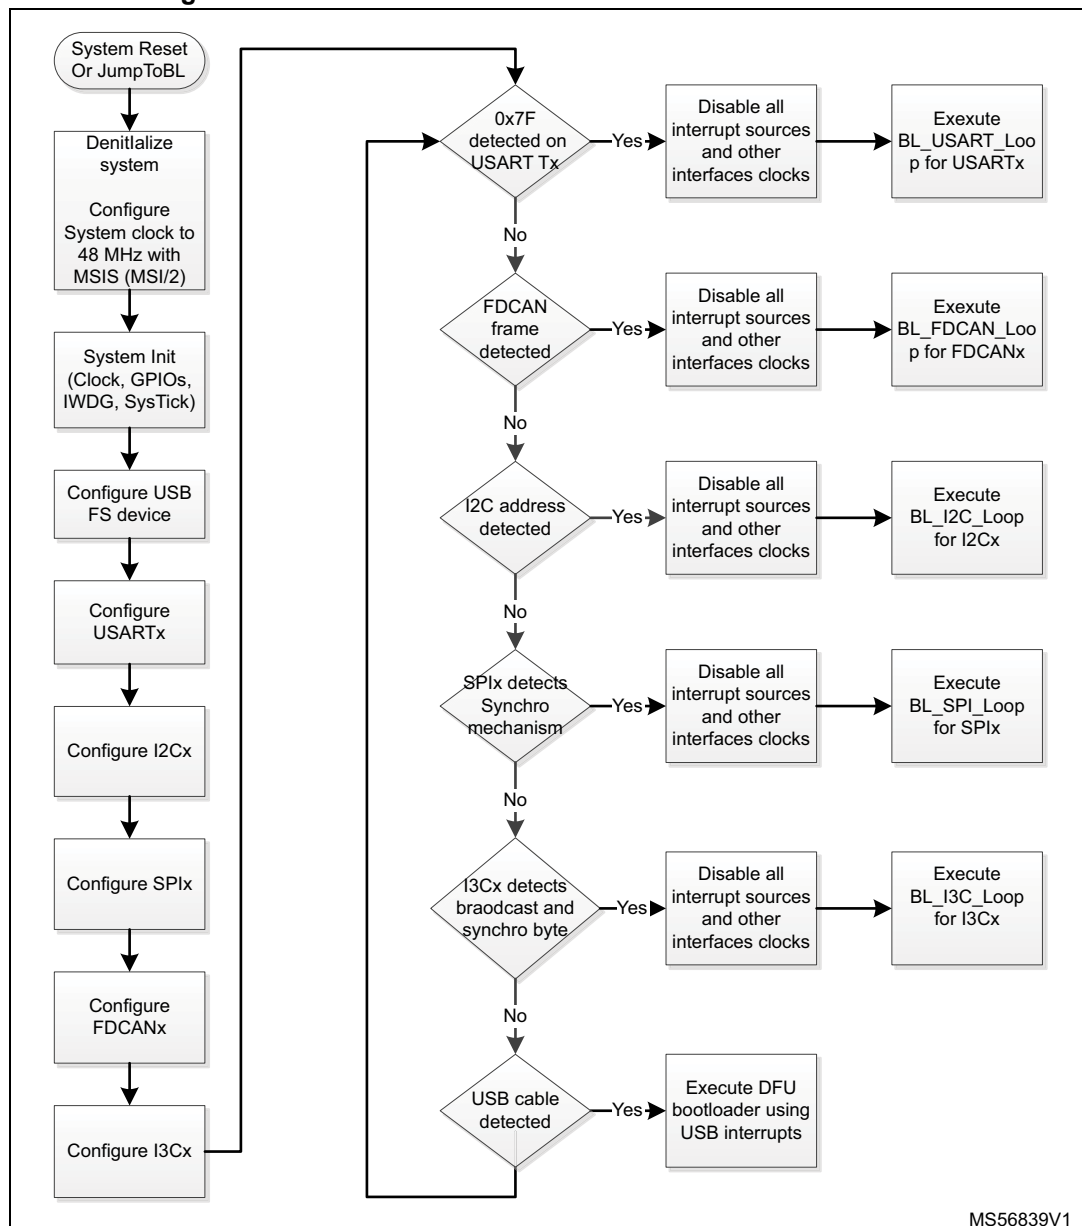 System Reset
Or JumpToBL
DenitIalize
system
Configure
System clock to
48 MHz with
MSIS (MSI/2)
System Init
(Clock, GPIOs,
IWDG, SysTick)
Configure USB
FS device
Configure
USARTx
Configure I2Cx
Configure SPIx
Configure
FDCANx
Configure I3Cx
0x7F
detected on
USART Tx
Yes
Disable all
interrupt sources
and other
interfaces clocks
Exexute
BL_USART_Loo
p for USARTx
No
FDCAN
frame
detected
Yes
Disable all
interrupt sources
and other
interfaces clocks
Exexute
BL_FDCAN_Loo
p for FDCANx
No
I2C address
detected
Yes
Disable all
interrupt sources
and other
interfaces clocks
Execute
BL_I2C_Loop
for I2Cx
No
SPIx detects
Synchro
mechanism
Yes
Disable all
interrupt sources
and other
interfaces clocks
Execute
BL_SPI_Loop
for SPIx
No
I3Cx detects
braodcast and
synchro byte
Yes
Disable all
interrupt sources
and other
interfaces clocks
Execute
BL_I3C_Loop
for I3Cx
No
USB cable
detected
Yes
Execute DFU
bootloader using
USB interrupts
MS56839V1